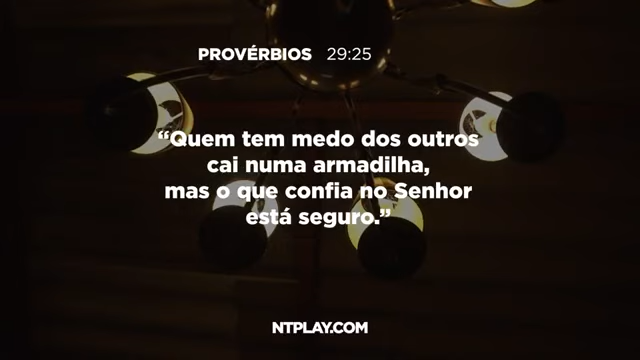 PROVÉRBIOS 29:25
“Quem tem medo dos outros
cai numa armadilha,
mas o que confia no Senhor
está seguro.”
NTPLAY.COM